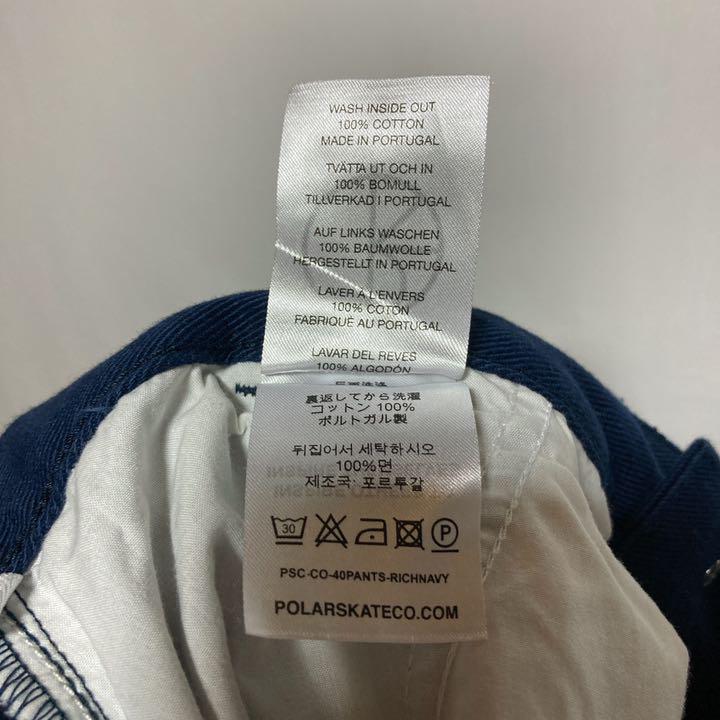 WASH INSIDE OUT
100% COTTON
MADE IN PORTUGAL
TVÄTTA UT OCH IN
100% BOMULL
TILLVERKAD I PORTUGAL
AUF LINKS WASCHEN
100% BAUMWOLLE
HERGESTELLT IN PORTUGAL
LAVER À L'ENVERS
100% COTON
FABRIQUÉ AU PORTUGAL
LAVAR DEL REVES
100% ALGODÓN
裏返してから洗濯
コットン 100%
ポルトガル製
뒤집어서 세탁하시오
100%면
제조국: 포르투갈
30
P
PSC-CO-40PANTS-RICHNAVY
POLARSKATECO.COM